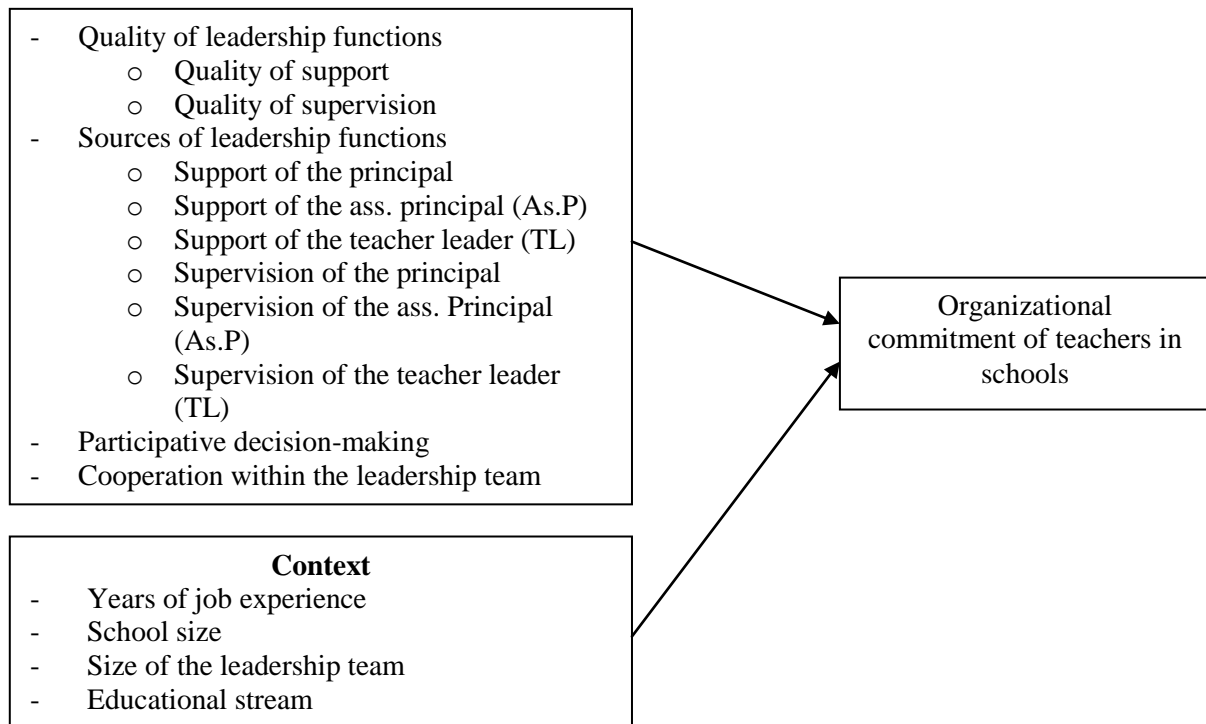 - Quality of leadership functions
o Quality of support
o Quality of supervision
- Sources of leadership functions
o Support of the principal
o Support of the ass. principal (As.P)
o Support of the teacher leader (TL)
o Supervision of the principal
o Supervision of the ass. Principal
(As.P)
o Supervision of the teacher leader
(TL)
- Participative decision-making
- Cooperation within the leadership team
Organizational
commitment of teachers in
schools
Context
- Years of job experience
- School size
- Size of the leadership team
- Educational stream